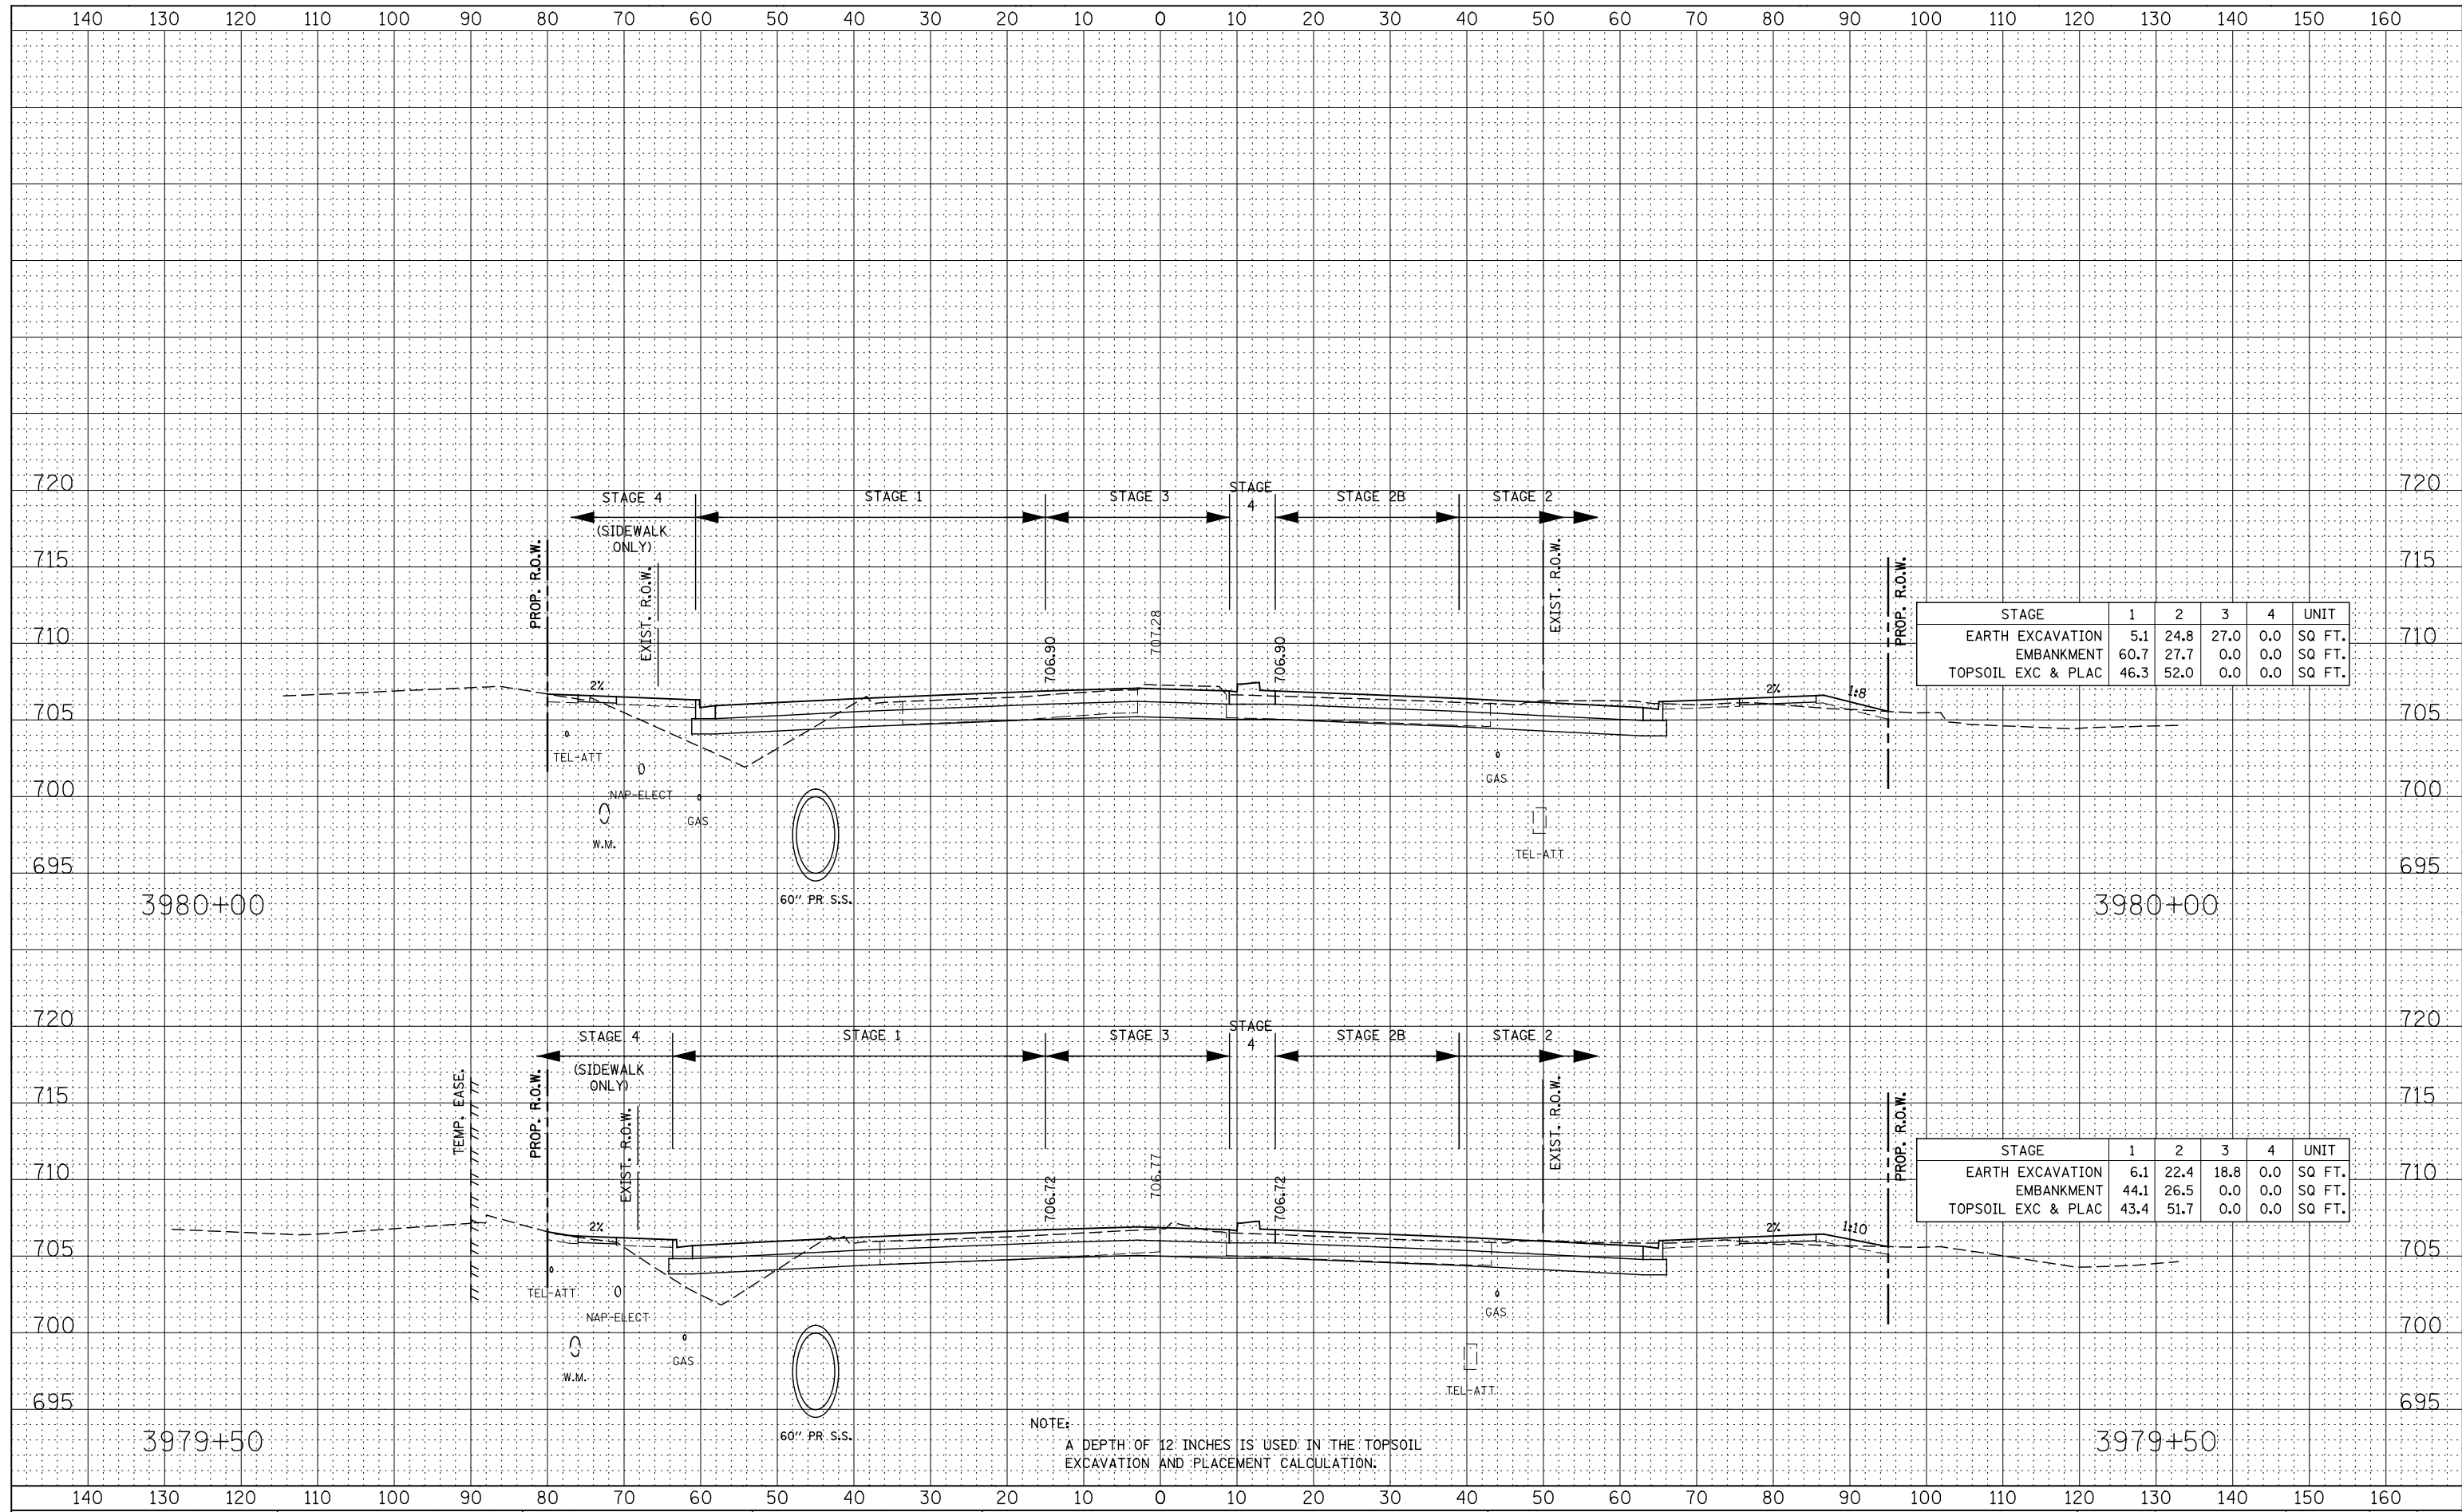 140 130 120 110 100 90 80 70 60 50 40 30 20 10 0 10 20 30 40 50 60 70 80 90 100 110 120 130 140 150 160
720 720
STAGE 4 STAGE 1 STAGE 3 STAGE 4 STAGE 2B STAGE 2
(SIDEWALK
ONLY)
715 715
PROP. R.O.W.
EXIST. R.O.W.
EXIST. R.O.W.
PROP. R.O.W.
710 710
706.90
707.28
706.90
STAGE 1 2 3 4 UNIT
EARTH EXCAVATION 5.1 24.8 27.0 0.0 SQ FT.
EMBANKMENT 60.7 27.7 0.0 0.0 SQ FT.
TOPSOIL EXC & PLAC 46.3 52.0 0.0 0.0 SQ FT.
2% 2% 1:8
705 705
TEL-ATT
GAS
NAP-ELECT
700 700
GAS
W.M.
TEL-ATT
695 695
60" PR S.S.
3980+00 3980+00
720 720
STAGE 4 STAGE 1 STAGE 3 STAGE 4 STAGE 2B STAGE 2
(SIDEWALK
ONLY)
715 715
TEMP. EASE.
PROP. R.O.W.
EXIST. R.O.W.
EXIST. R.O.W.
PROP. R.O.W.
710 710
706.72
706.77
706.72
STAGE 1 2 3 4 UNIT
EARTH EXCAVATION 6.1 22.4 18.8 0.0 SQ FT.
EMBANKMENT 44.1 26.5 0.0 0.0 SQ FT.
TOPSOIL EXC & PLAC 43.4 51.7 0.0 0.0 SQ FT.
2% 2% 1:10
705 705
TEL-ATT
NAP-ELECT
GAS
700 700
GAS
W.M.
TEL-ATT
695 695
60" PR S.S.
3979+50 3979+50
NOTE:
A DEPTH OF 12 INCHES IS USED IN THE TOPSOIL
EXCAVATION AND PLACEMENT CALCULATION.
140 130 120 110 100 90 80 70 60 50 40 30 20 10 0 10 20 30 40 50 60 70 80 90 100 110 120 130 140 150 160